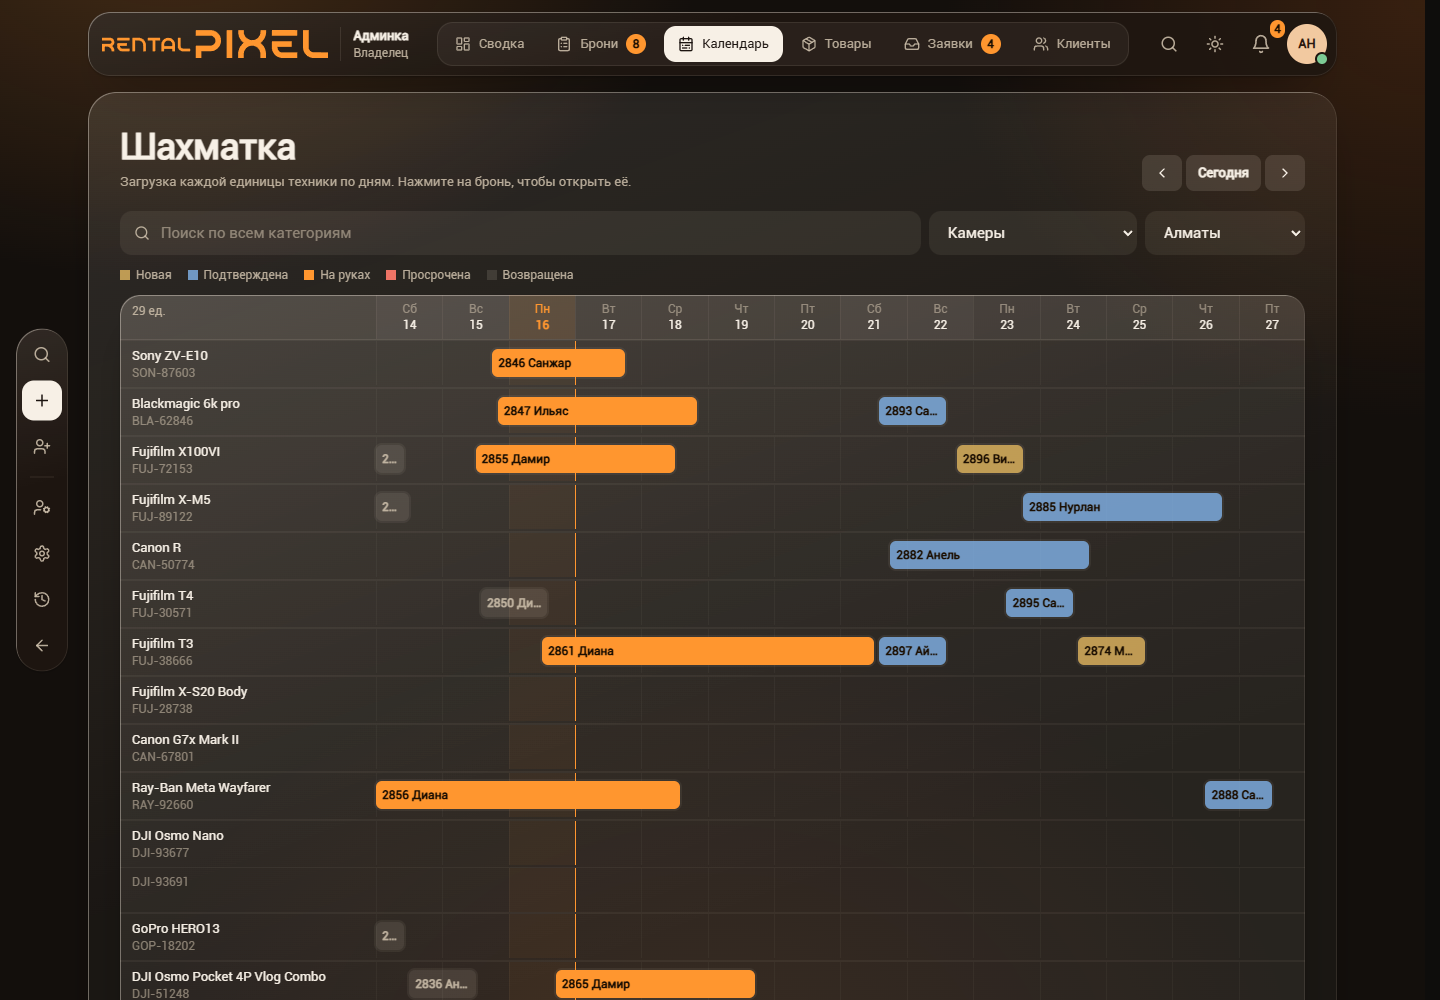 RENTAL PIXEL
Админка
Владелец
Сводка
Брони 8
Календарь
Товары
Заявки 4
Клиенты
4
АН
Шахматка
Загрузка каждой единицы техники по дням. Нажмите на бронь, чтобы открыть её.
Сегодня
Поиск по всем категориям
Камеры
Алматы
Новая
Подтверждена
На руках
Просрочена
Возвращена
29 ед.
Сб 14
Вс 15
Пн 16
Вт 17
Ср 18
Чт 19
Пт 20
Сб 21
Вс 22
Пн 23
Вт 24
Ср 25
Чт 26
Пт 27
Sony ZV-E10
SON-87603
2846 Санжар
Blackmagic 6k pro
BLA-62846
2847 Ильяс
2893 Са...
Fujifilm X100VI
FUJ-72153
2...
2855 Дамир
2896 Ви...
Fujifilm X-M5
FUJ-89122
2...
2885 Нурлан
Canon R
CAN-50774
2882 Анель
Fujifilm T4
FUJ-30571
2850 Ди...
2895 Са...
Fujifilm T3
FUJ-38666
2861 Диана
2897 Ай...
2874 М...
Fujifilm X-S20 Body
FUJ-28738
Canon G7x Mark II
CAN-67801
Ray-Ban Meta Wayfarer
RAY-92660
2856 Диана
2888 Са...
DJI Osmo Nano
DJI-93677
DJI-93691
GoPro HERO13
GOP-18202
2...
DJI Osmo Pocket 4P Vlog Combo
DJI-51248
2836 Ан...
2865 Дамир